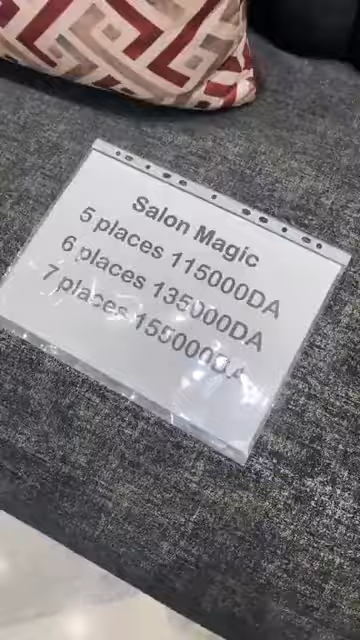 Salon Magic
5 places 115000DA
6 places 135000DA
7 places 155000DA